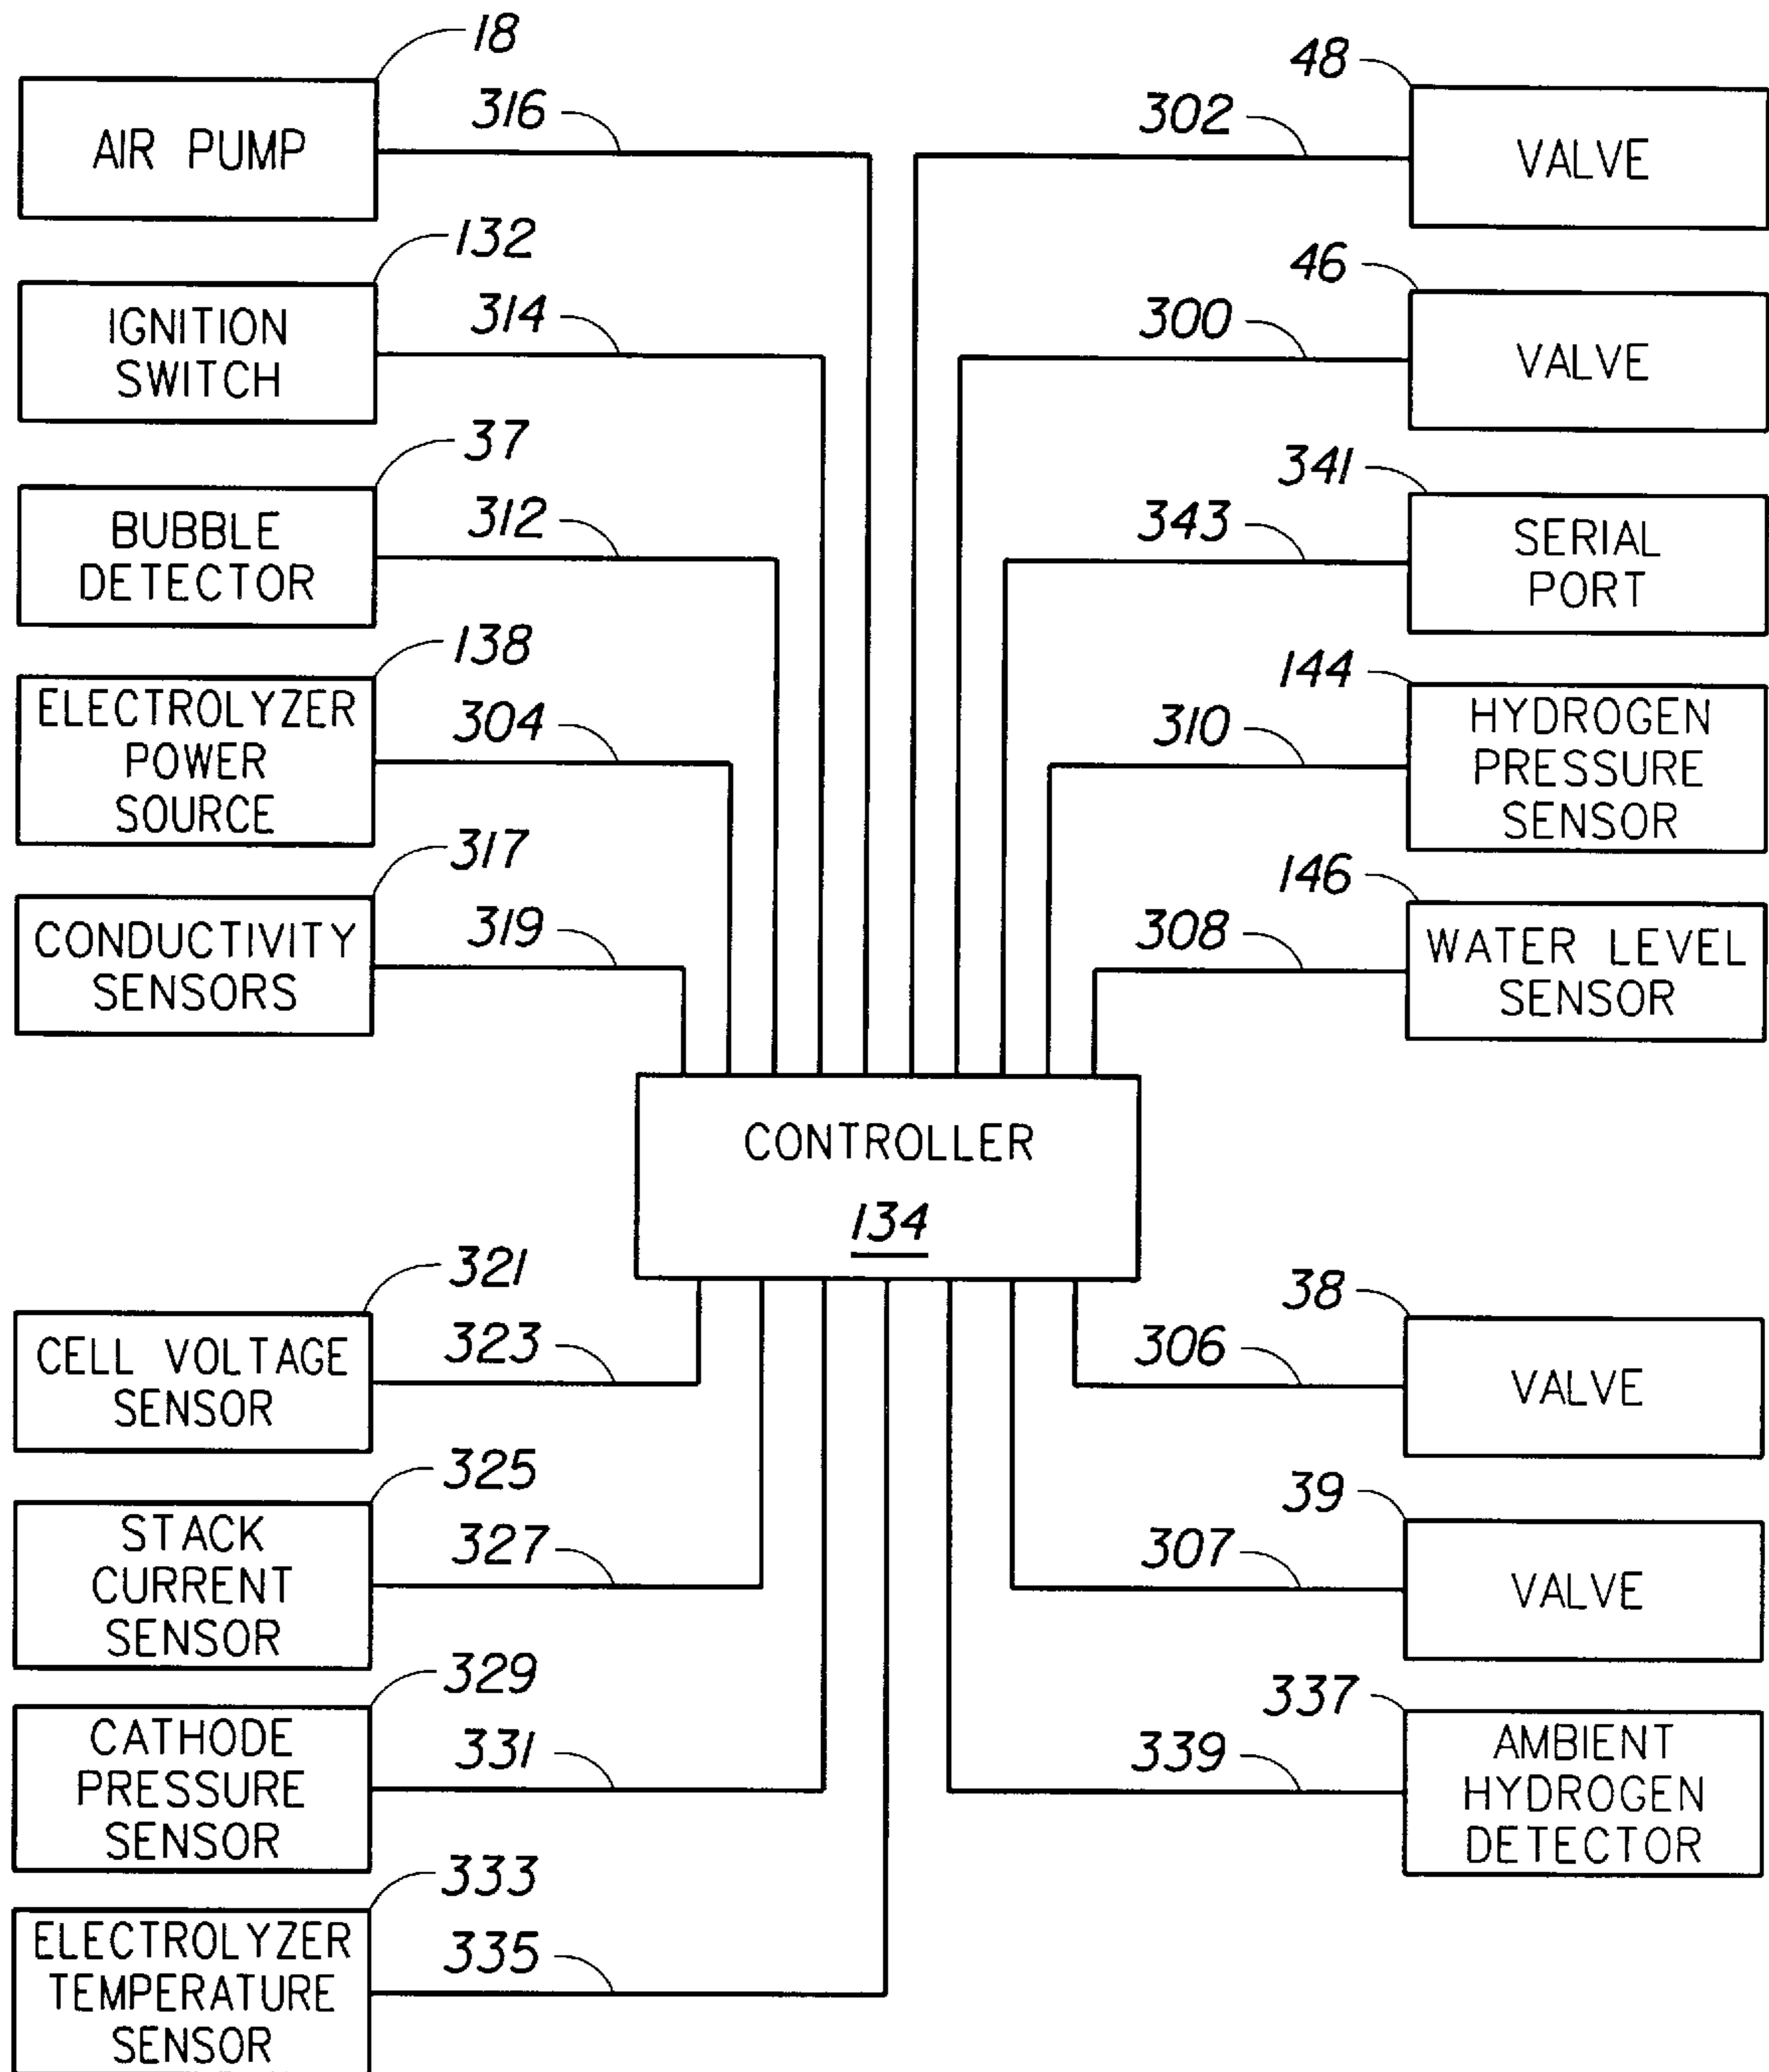 18
AIR PUMP
316
132
IGNITION
SWITCH
314
37
BUBBLE
DETECTOR
312
138
ELECTROLYZER
POWER
SOURCE
304
317
CONDUCTIVITY
SENSORS
319
48
302
VALVE
46
300
VALVE
341
343
SERIAL
PORT
144
310
HYDROGEN
PRESSURE
SENSOR
146
308
WATER LEVEL
SENSOR
CONTROLLER
134
321
CELL VOLTAGE
SENSOR
323
325
STACK
CURRENT
SENSOR
327
329
CATHODE
PRESSURE
SENSOR
331
333
ELECTROLYZER
TEMPERATURE
SENSOR
335
38
306
VALVE
39
307
VALVE
337
339
AMBIENT
HYDROGEN
DETECTOR